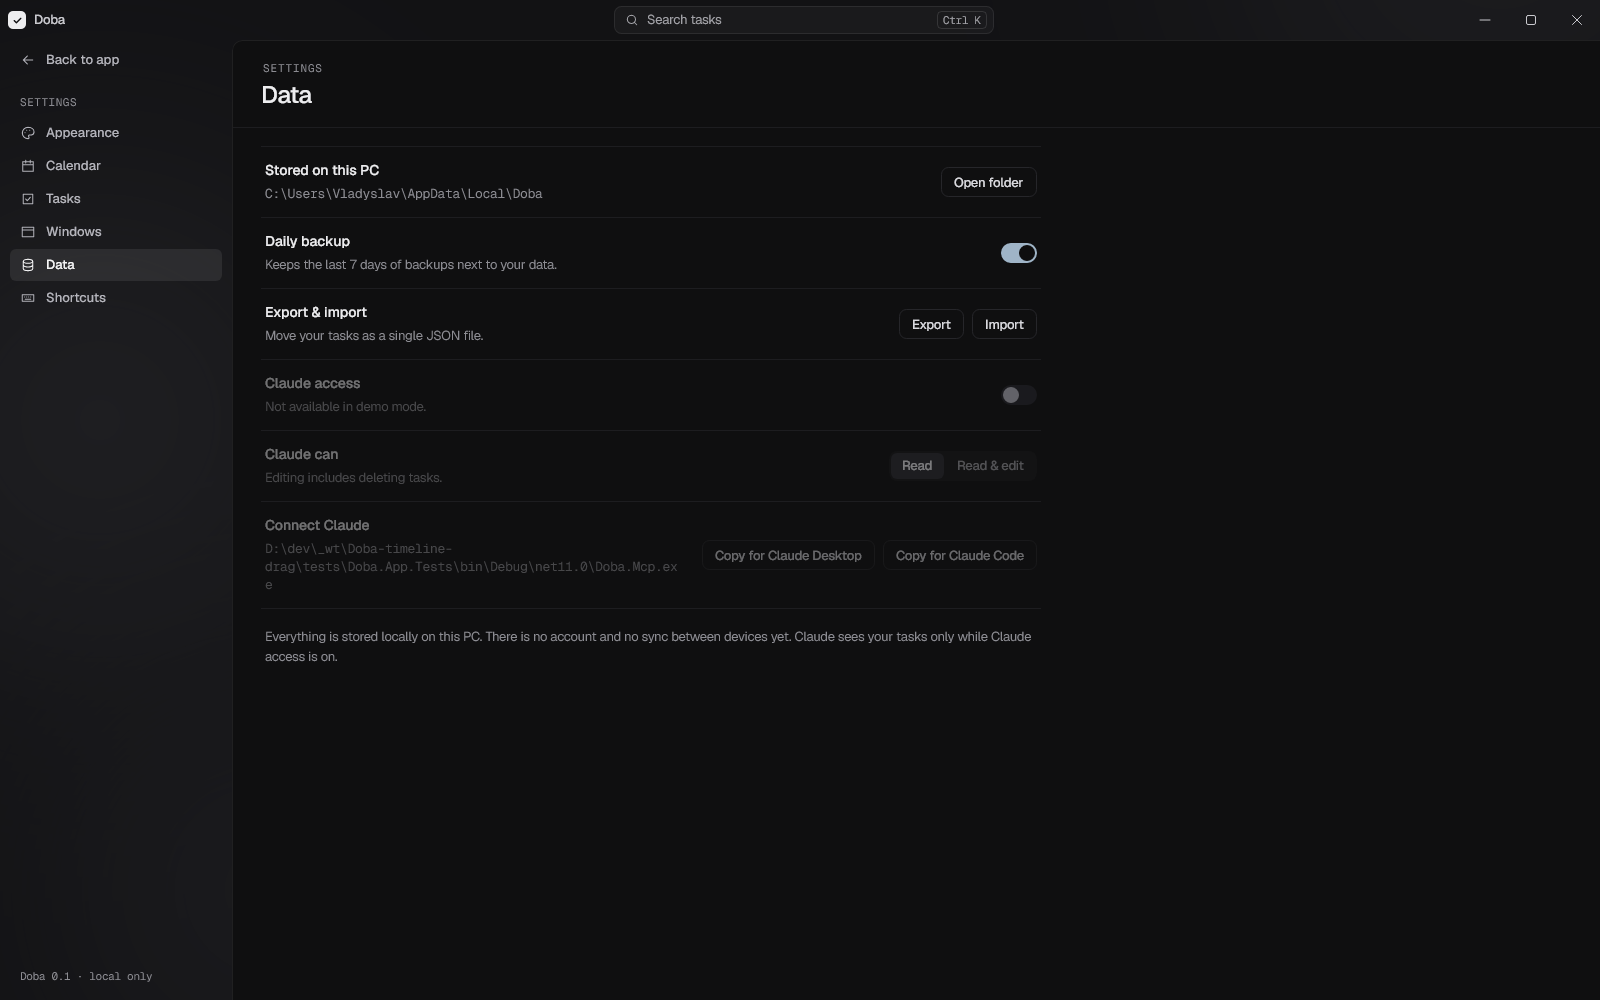 Doba
Search tasks
Ctrl K
Back to app
SETTINGS
Appearance
Calendar
Tasks
Windows
Data
Shortcuts
Doba 0.1 · local only
SETTINGS
Data
Stored on this PC
C:\Users\Vladyslav\AppData\Local\Doba
Open folder
Daily backup
Keeps the last 7 days of backups next to your data.
Export & import
Move your tasks as a single JSON file.
Export
Import
Claude access
Not available in demo mode.
Claude can
Editing includes deleting tasks.
Read
Read & edit
Connect Claude
D:\dev\_wt\Doba-timeline-
drag\tests\Doba.App.Tests\bin\Debug\net11.0\Doba.Mcp.ex
e
Copy for Claude Desktop
Copy for Claude Code
Everything is stored locally on this PC. There is no account and no sync between devices yet. Claude sees your tasks only while Claude
access is on.